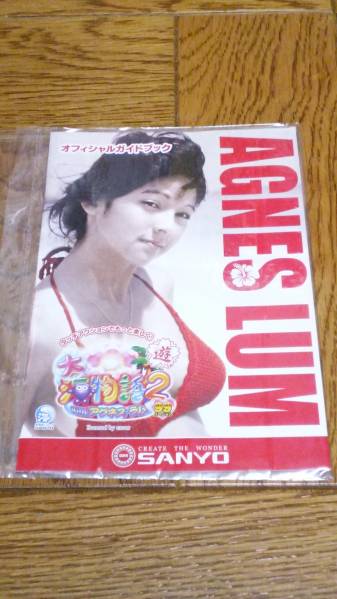 オフィシャルガイドブック
AGNES LUM
大
海物語2
with アグネス・ラム
遊
CREATE THE WONDER
SANYO